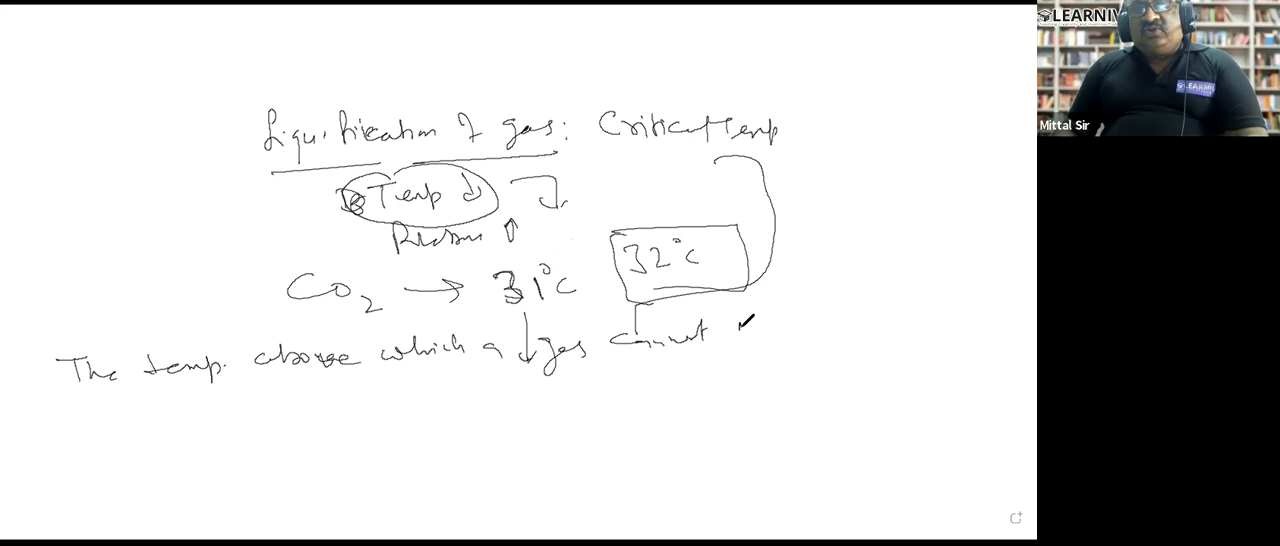 Liquification of gas: Critical Temp
Temp ↓
Pressure ↑
32°C
CO2 → 31°C
The temp. above which a gas cannot
LEARNIV
LEARNIV
Mittal Sir